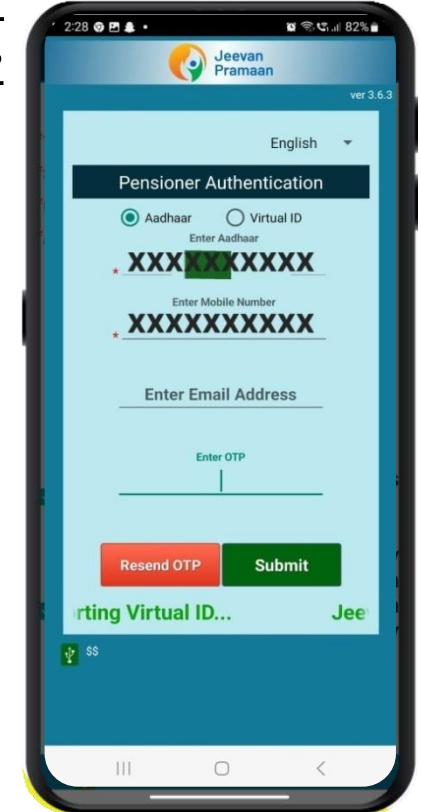 2:28 82%
Jeevan
Pramaan
ver 3.6.3
English
Pensioner Authentication
Aadhaar Virtual ID
Enter Aadhaar
* XXXXXXXXXX
Enter Mobile Number
* XXXXXXXXXX
Enter Email Address
Enter OTP
Resend OTP Submit
rting Virtual ID... Jee
$$